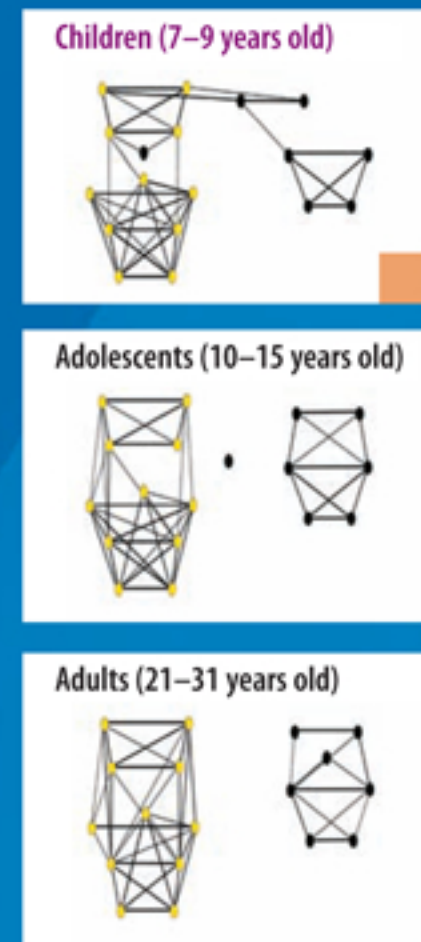 Children (7–9 years old)
Adolescents (10–15 years old)
Adults (21–31 years old)